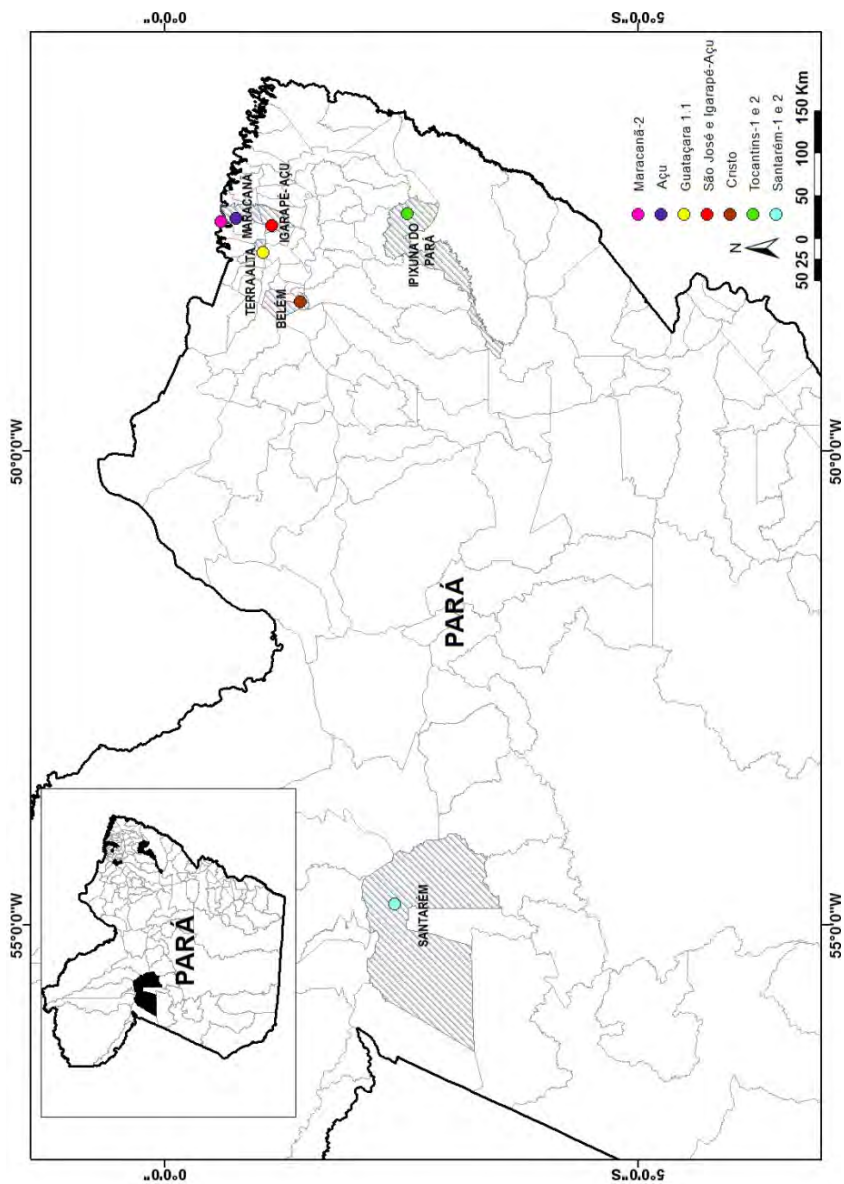 55°0'0"W
50°0'0"W
0°0'0"
0°0'0"
5°0'0"S
5°0'0"S
55°0'0"W
50°0'0"W
PARÁ
PARÁ
MARACANÃ
IGARAPÉ- AÇU
TERRA ALTA
BELÉM
IPIXUNA DO
PARÁ
SANTARÉM
Maracanã-2
Açu
Guataçara 1.1
São José e Igarapé-Açu
Cristo
Tocantins-1 e 2
Santarém-1 e 2
N
50 25 0 50 100 150 Km